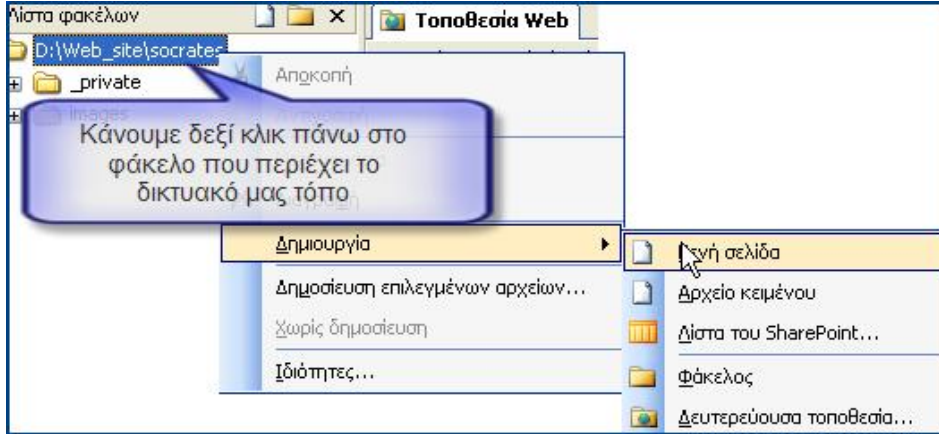 Λίστα φακέλων
Τοποθεσία Web
D:\Web_site\socrates
_private
images
Αποκοπή
Κάνουμε δεξί κλικ πάνω στο
φάκελο που περιέχει το
δικτυακό μας τόπο
Δημιουργία
Δημοσίευση επιλεγμένων αρχείων...
Χωρίς δημοσίευση
Ιδιότητες...
Κενή σελίδα
Αρχείο κειμένου
Λίστα του SharePoint...
Φάκελος
Δευτερεύουσα τοποθεσία...